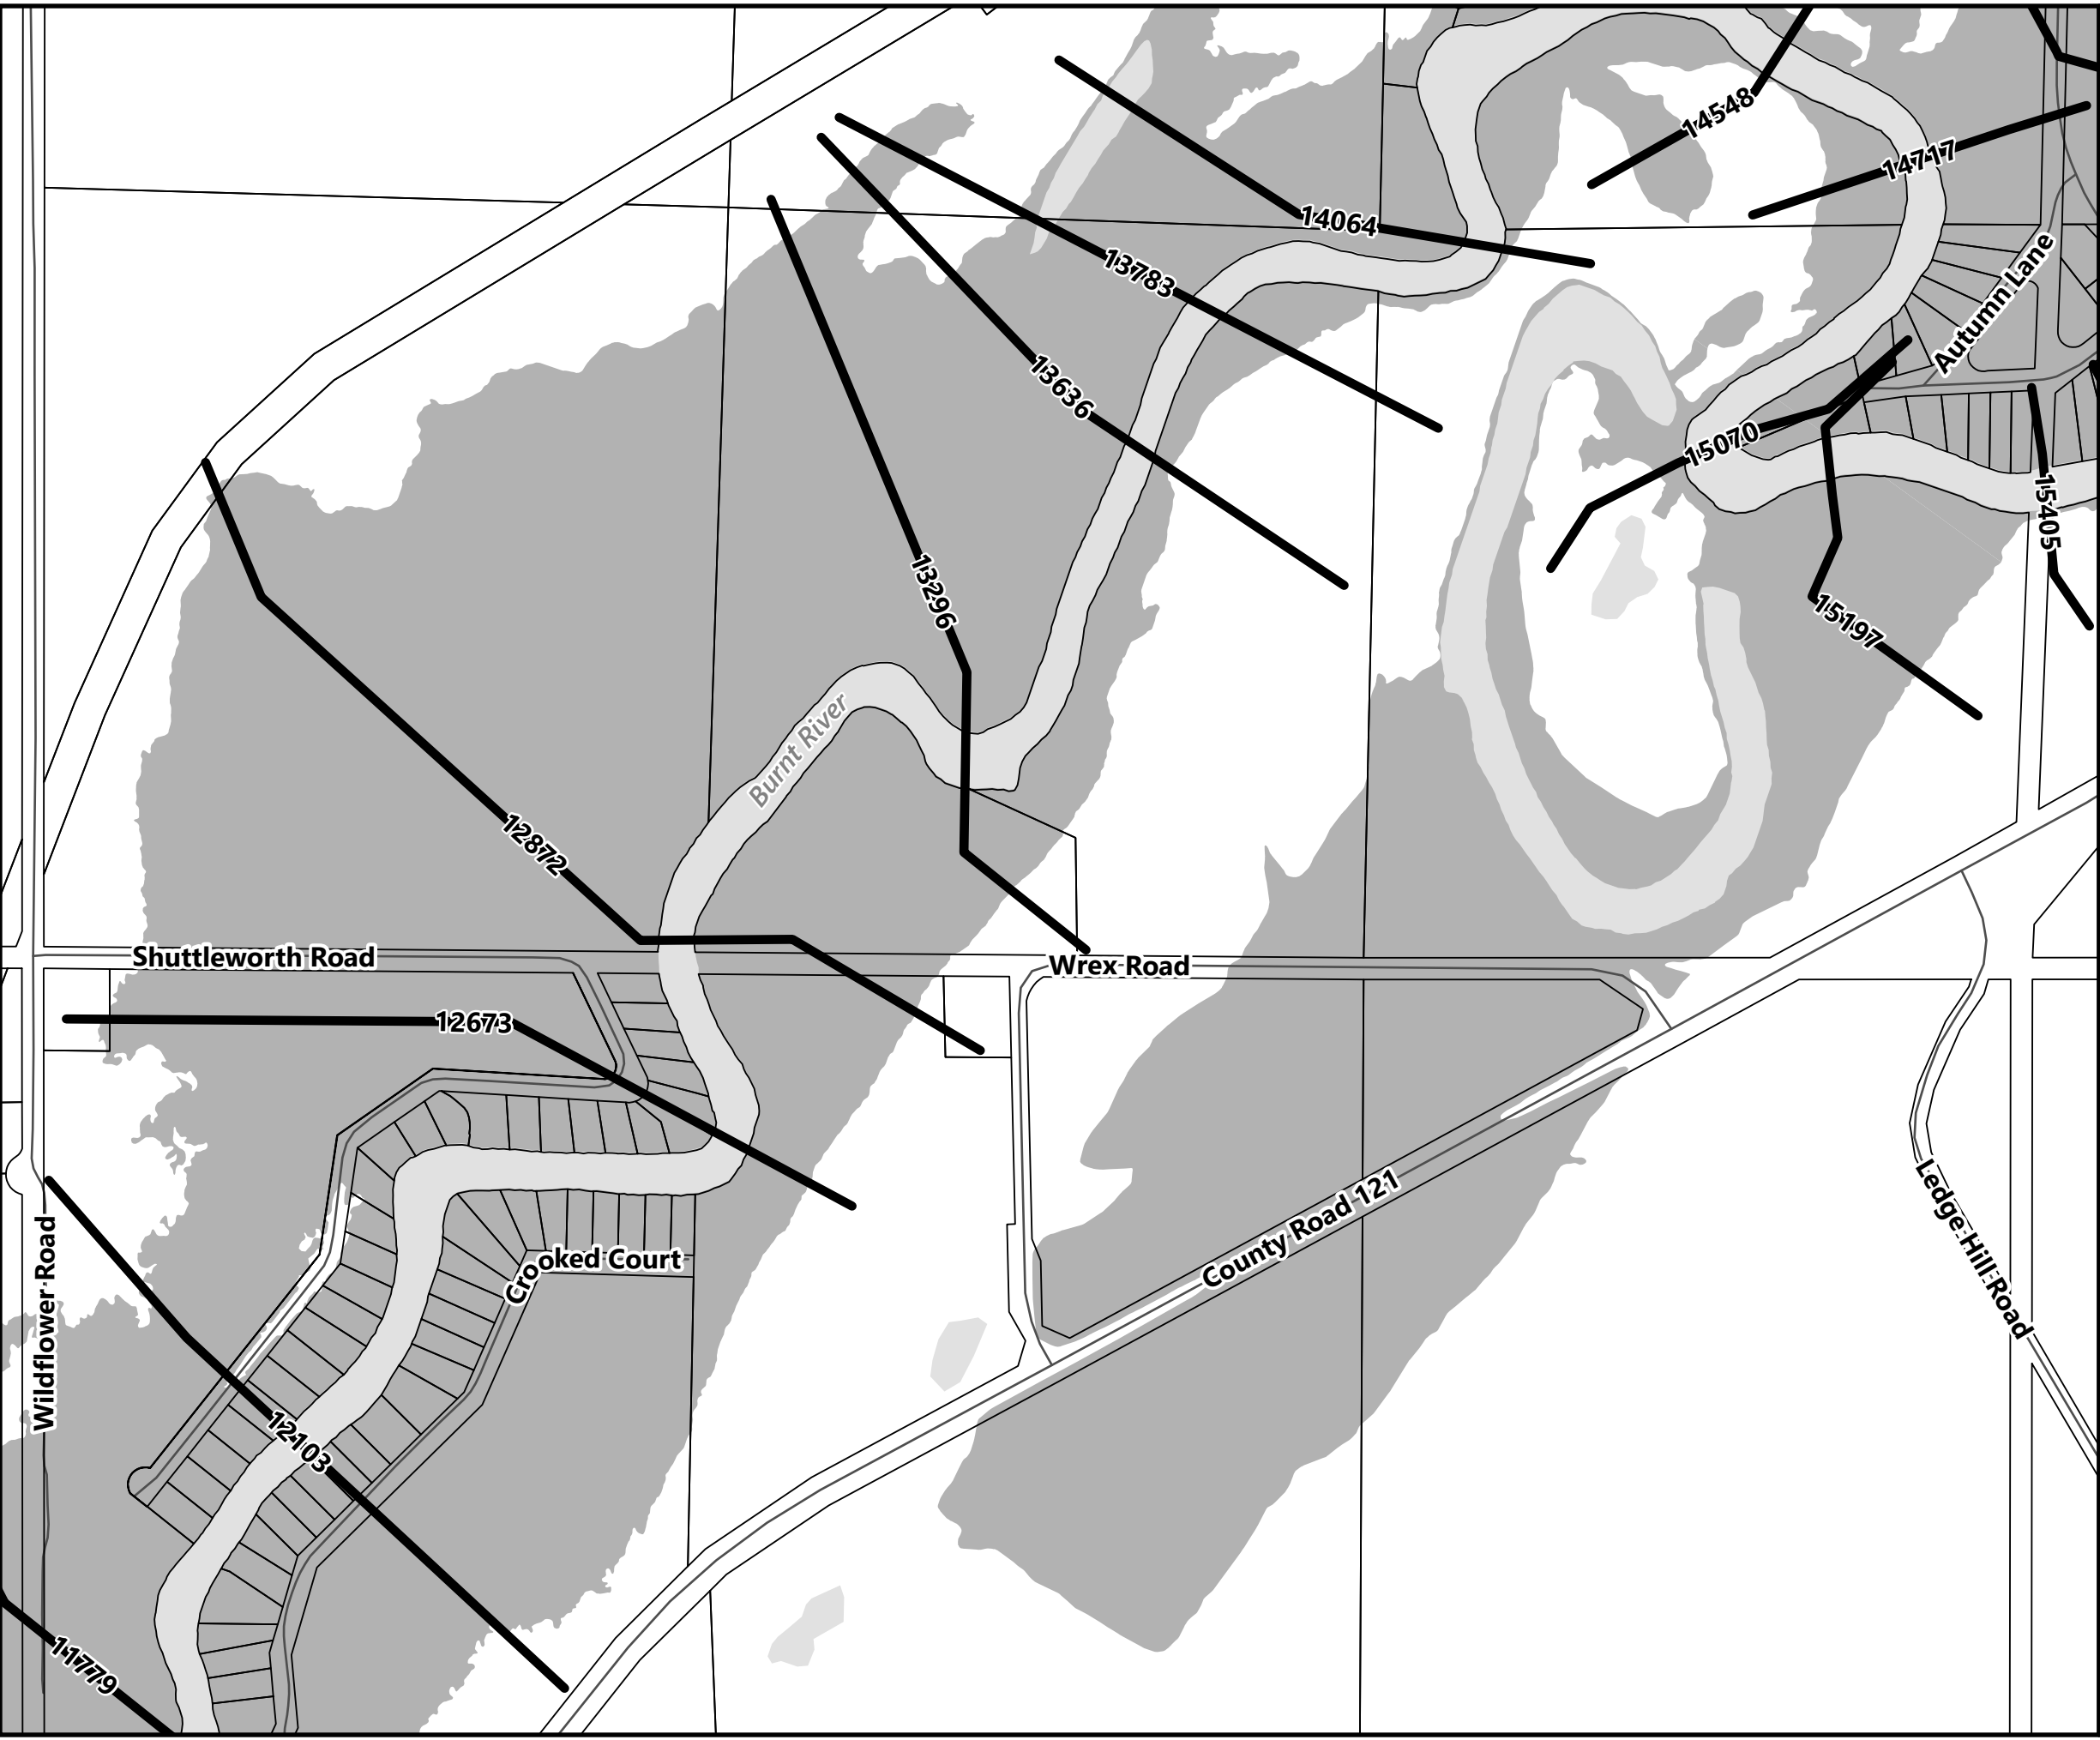 14548
14717
14064
Autumn Lane
13783
13636
15070
15405
13296
15197
Burnt River
12872
Shuttleworth Road
Wrex Road
12673
County Road 121
Ledge Hill Road
Crooked Court
Wildflower Road
12103
11779